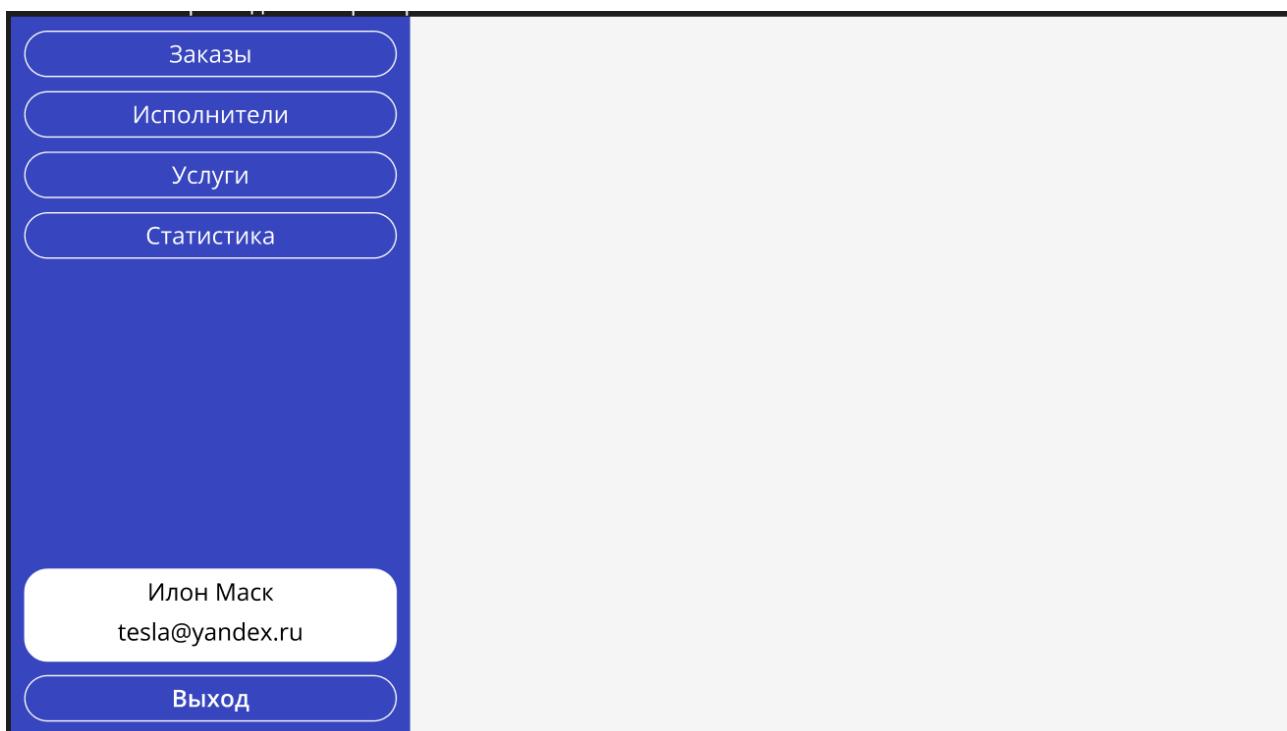 Заказы
Исполнители
Услуги
Статистика
Илон Маск
tesla@yandex.ru
Выход